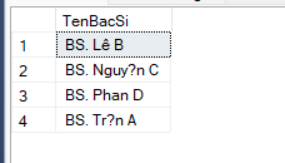 TenBacSi
1 BS. Lê B
2 BS. Nguy?n C
3 BS. Phan D
4 BS. Tr?n A